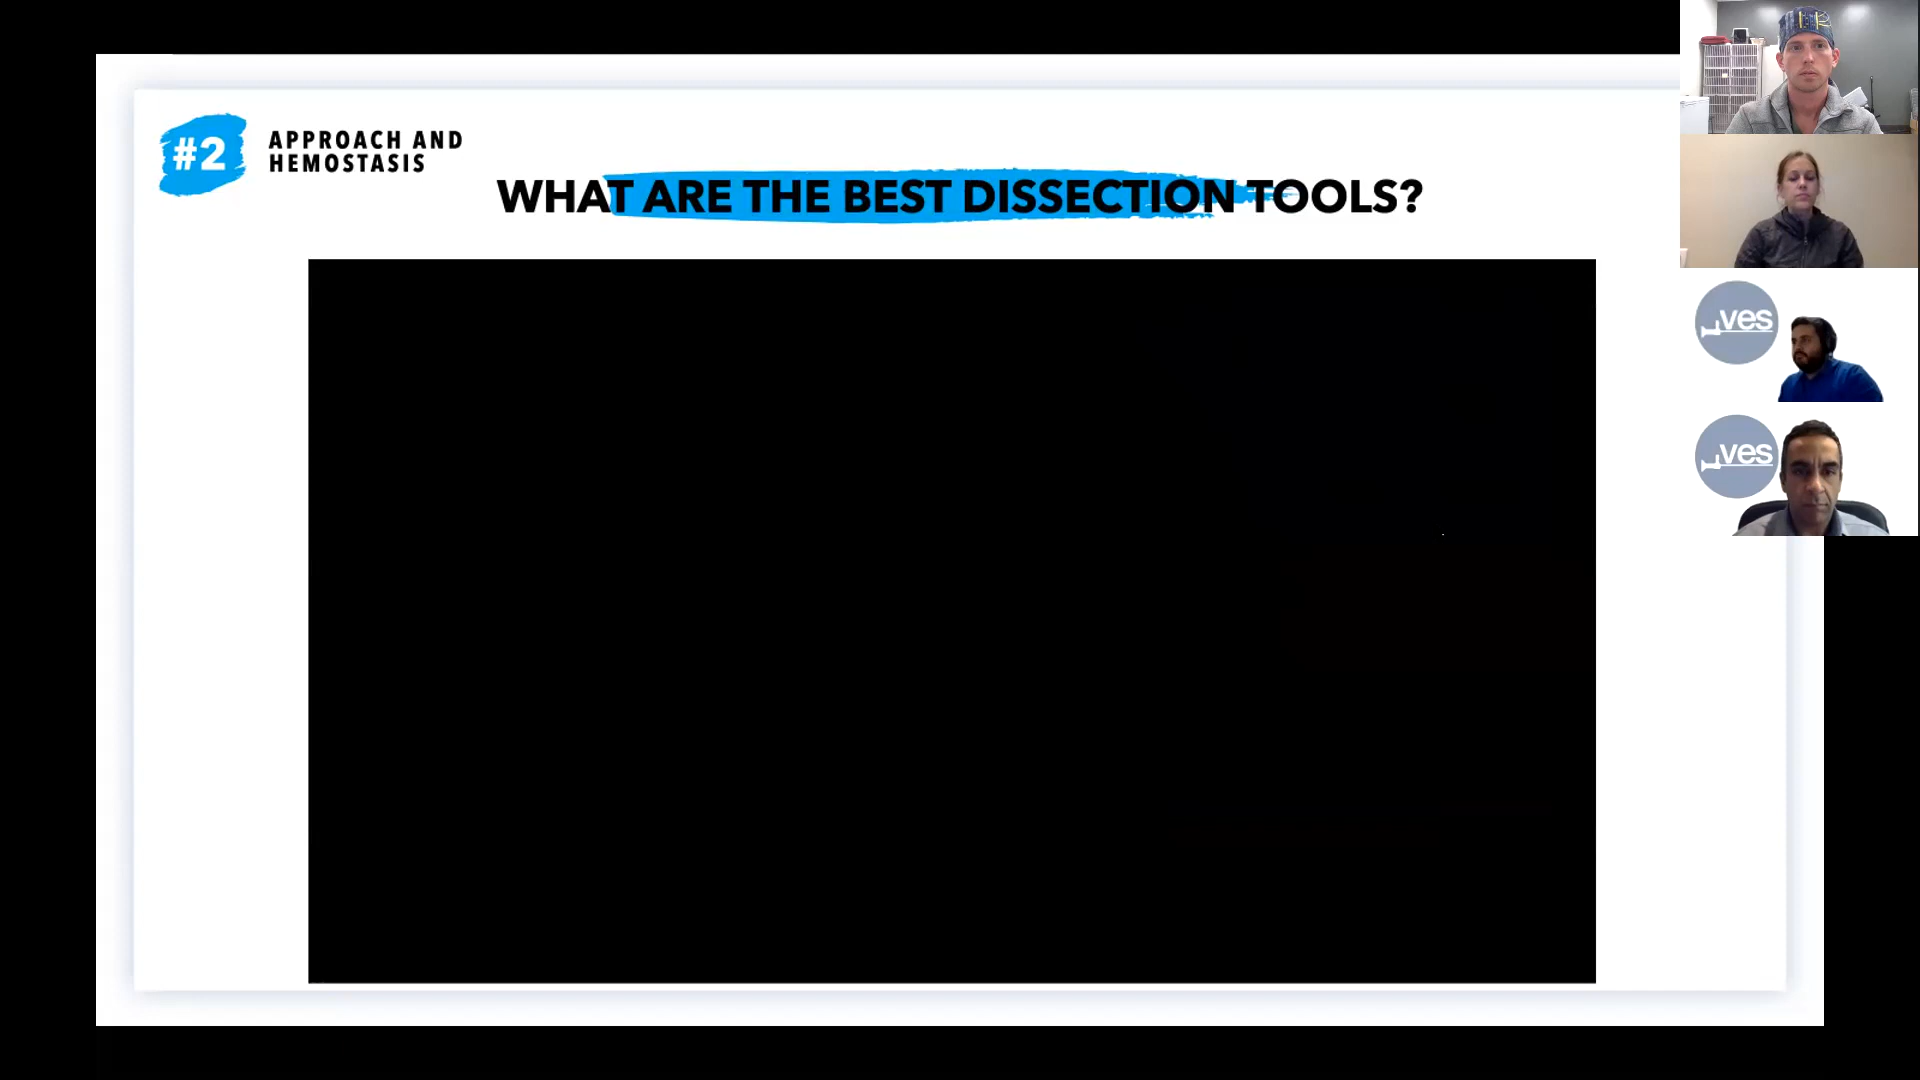 #2
APPROACH AND
HEMOSTASIS
WHAT ARE THE BEST DISSECTION TOOLS?
ves
ves